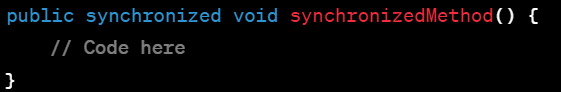 public synchronized void synchronizedMethod() {
    // Code here
}